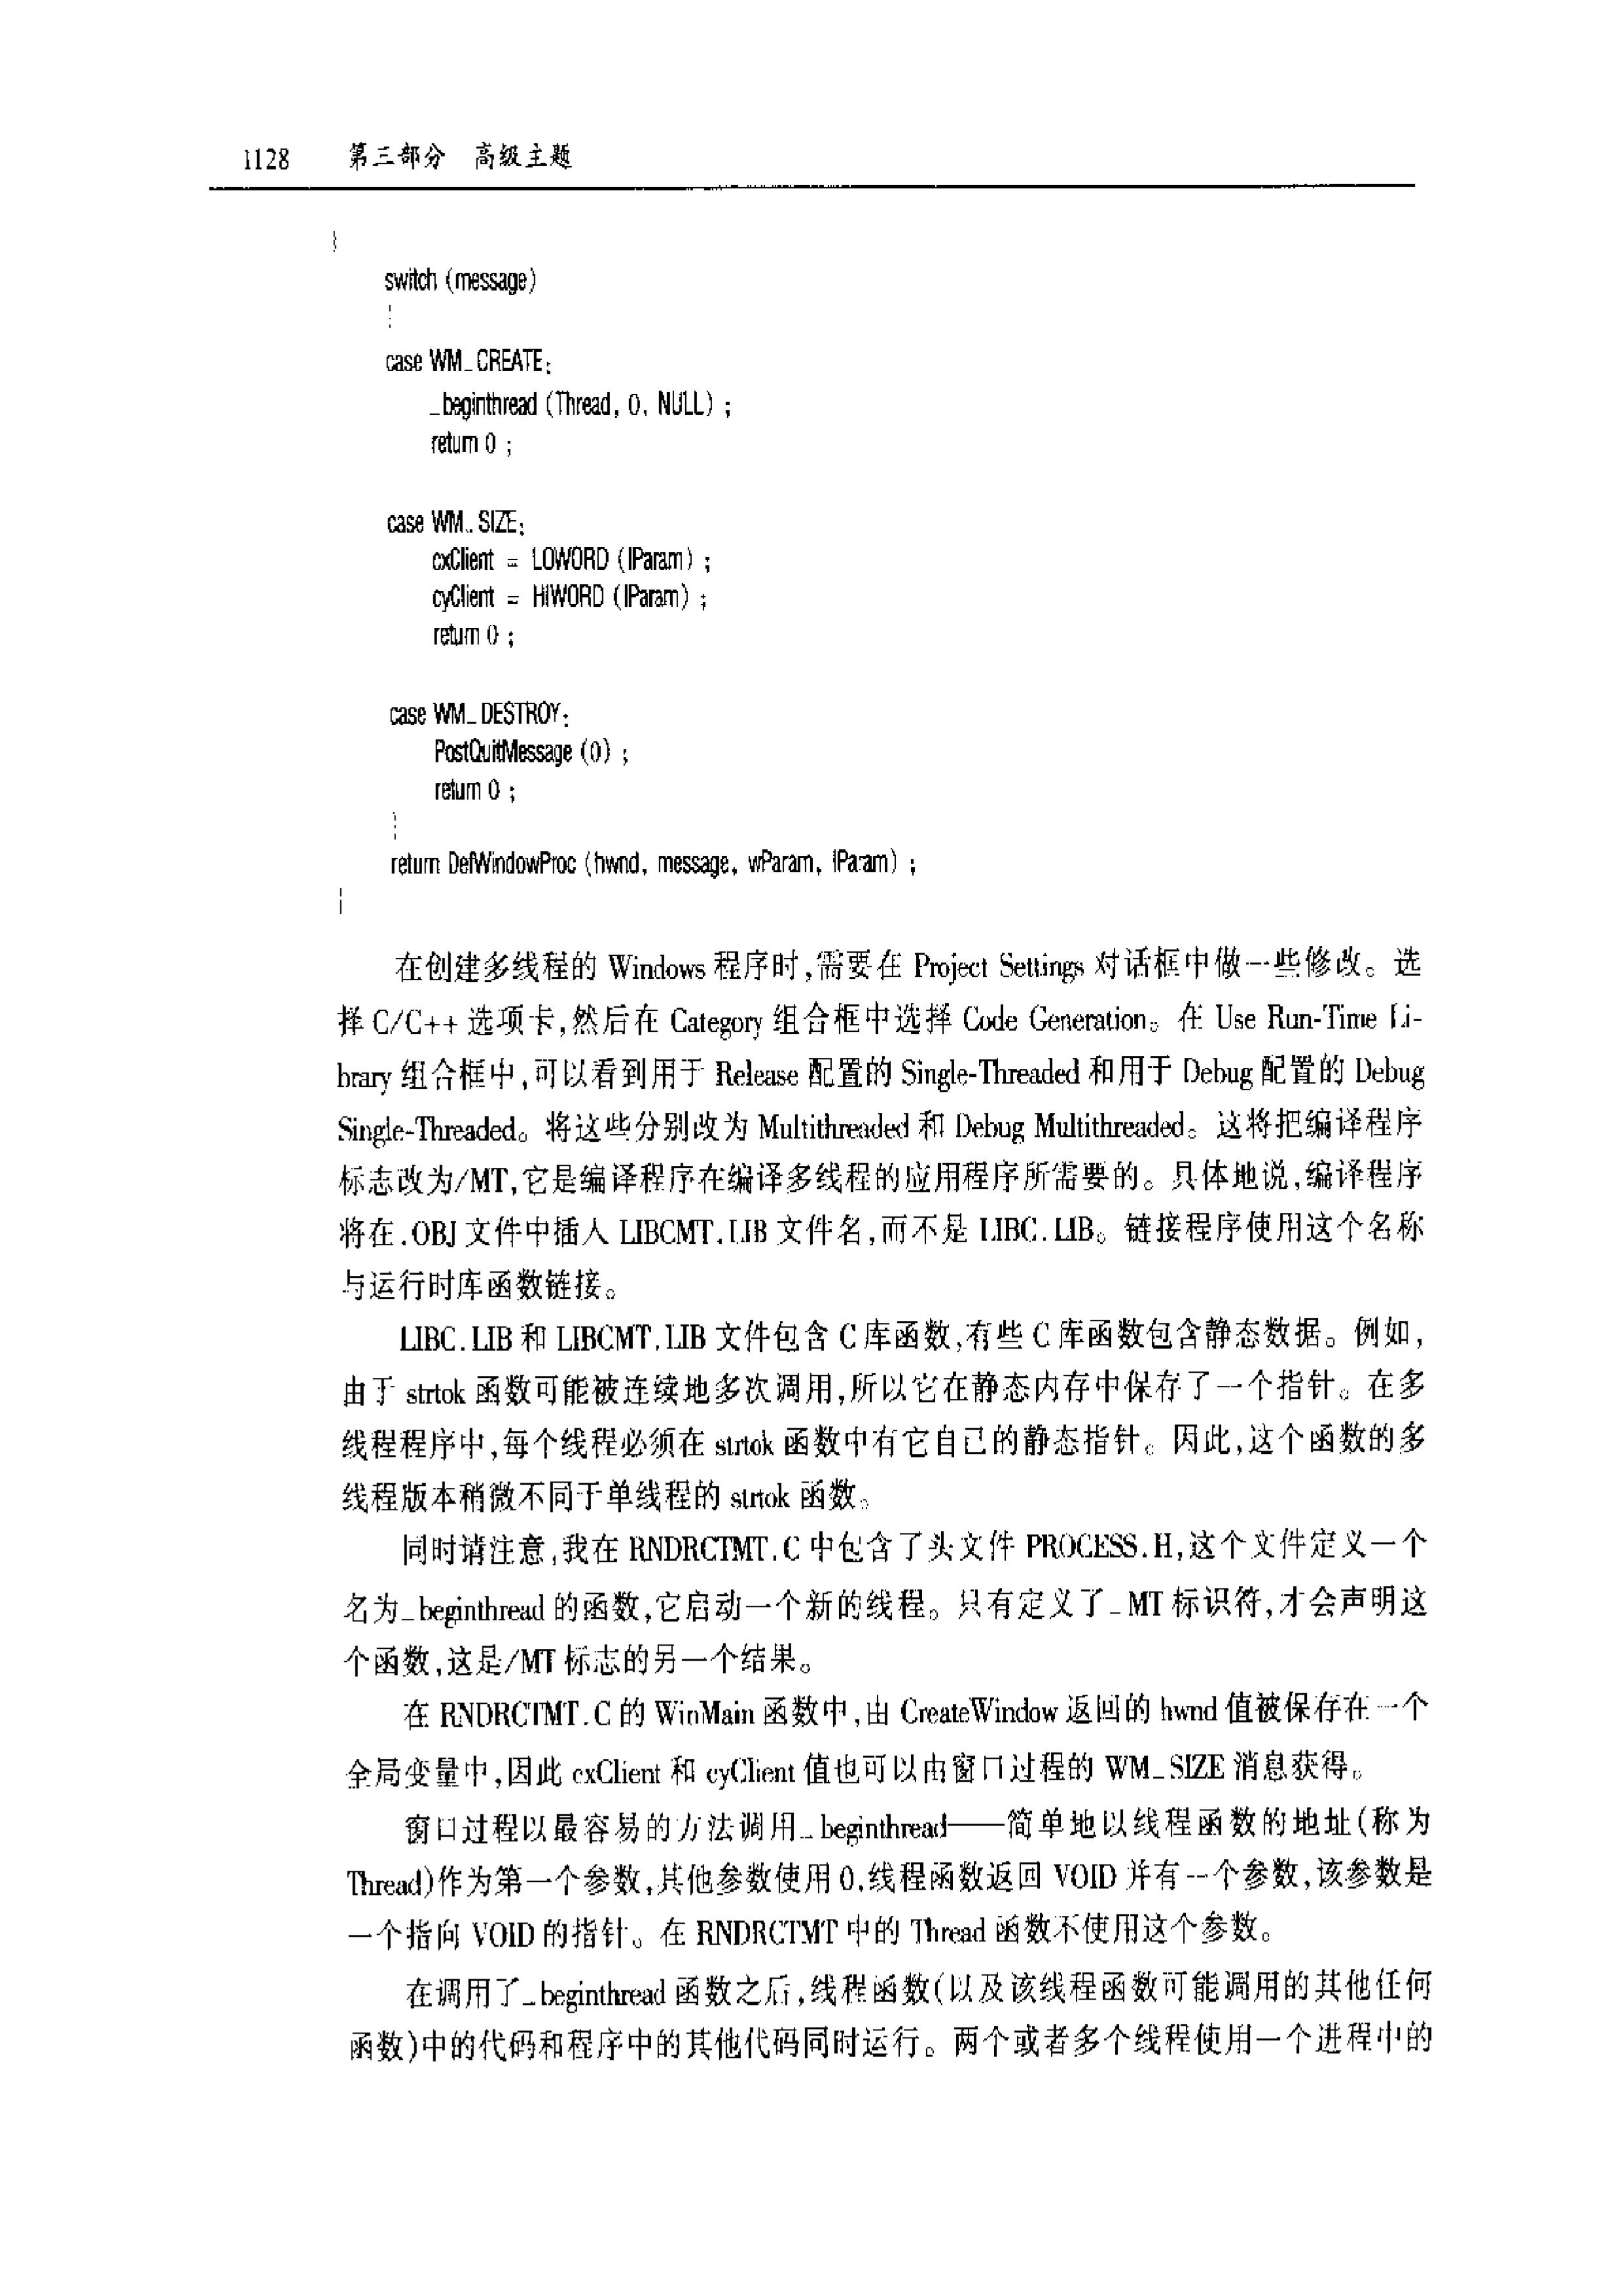 1128 第三部分 高级主题
{
switch (message)
{
case WM_CREATE:
_beginthread (Thread, 0, NULL) ;
return 0 ;
case WM_SIZE:
cxClient = LOWORD (lParam) ;
cyClient = HIWORD (lParam) ;
return 0 ;
case WM_DESTROY:
PostQuitMessage (0) ;
return 0 ;
}
return DefWindowProc (hwnd, message, wParam, lParam) ;
}
在创建多线程的 Windows 程序时,需要在 Project Settings 对话框中做一些修改。选
择 C/C++ 选项卡,然后在 Category 组合框中选择 Code Generation。在 Use Run-Time Li-
brary 组合框中,可以看到用于 Release 配置的 Single-Threaded 和用于 Debug 配置的 Debug
Single-Threaded。将这些分别改为 Multithreaded 和 Debug Multithreaded。这将把编译程序
标志改为/MT,它是编译程序在编译多线程的应用程序所需要的。具体地说,编译程序
将在.OBJ 文件中插入 LIBCMT.LIB 文件名,而不是 LIBC.LIB。链接程序使用这个名称
与运行时库函数链接。
LIBC.LIB 和 LIBCMT.LIB 文件包含 C 库函数,有些 C 库函数包含静态数据。例如,
由于 strtok 函数可能被连续地多次调用,所以它在静态内存中保存了一个指针。在多
线程程序中,每个线程必须在 strtok 函数中有它自己的静态指针。因此,这个函数的多
线程版本稍微不同于单线程的 strtok 函数。
同时请注意,我在 RNDRCTMT.C 中包含了头文件 PROCESS.H,这个文件定义一个
名为_beginthread 的函数,它启动一个新的线程。只有定义了_MT 标识符,才会声明这
个函数,这是/MT 标志的另一个结果。
在 RNDRCTMT.C 的 WinMain 函数中,由 CreateWindow 返回的 hwnd 值被保存在一个
全局变量中,因此 cxClient 和 cyClient 值也可以由窗口过程的 WM_SIZE 消息获得。
窗口过程以最容易的方法调用_beginthread——简单地以线程函数的地址(称为
Thread)作为第一个参数,其他参数使用 0.线程函数返回 VOID 并有一个参数,该参数是
一个指向 VOID 的指针。在 RNDRCTMT 中的 Thread 函数不使用这个参数。
在调用了_beginthread 函数之后,线程函数(以及该线程函数可能调用的其他任何
函数)中的代码和程序中的其他代码同时运行。两个或者多个线程使用一个进程中的